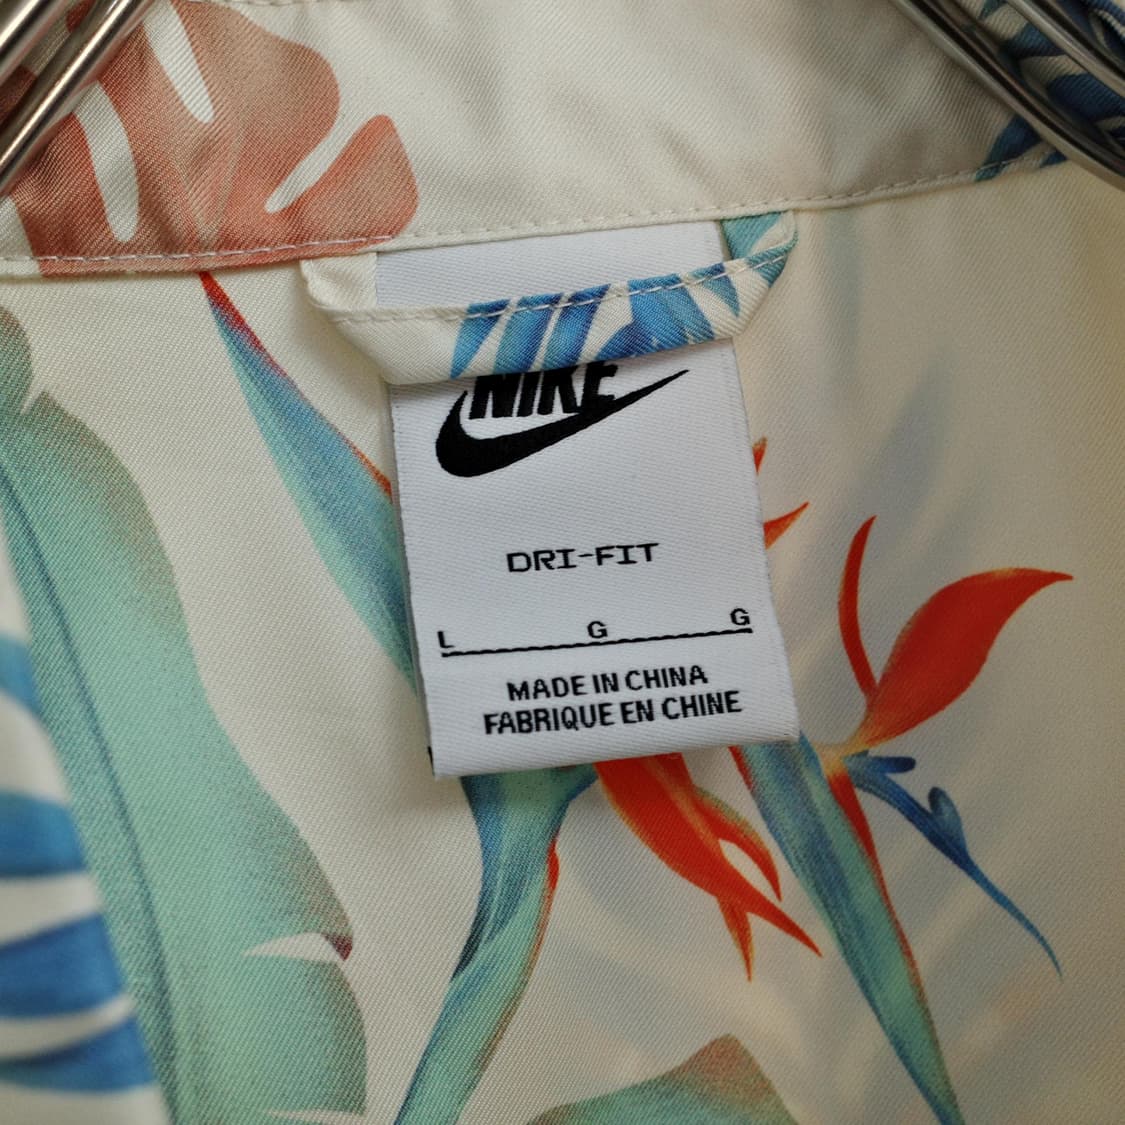 NIKE
DRI-FIT
L G G
MADE IN CHINA
FABRIQUE EN CHINE